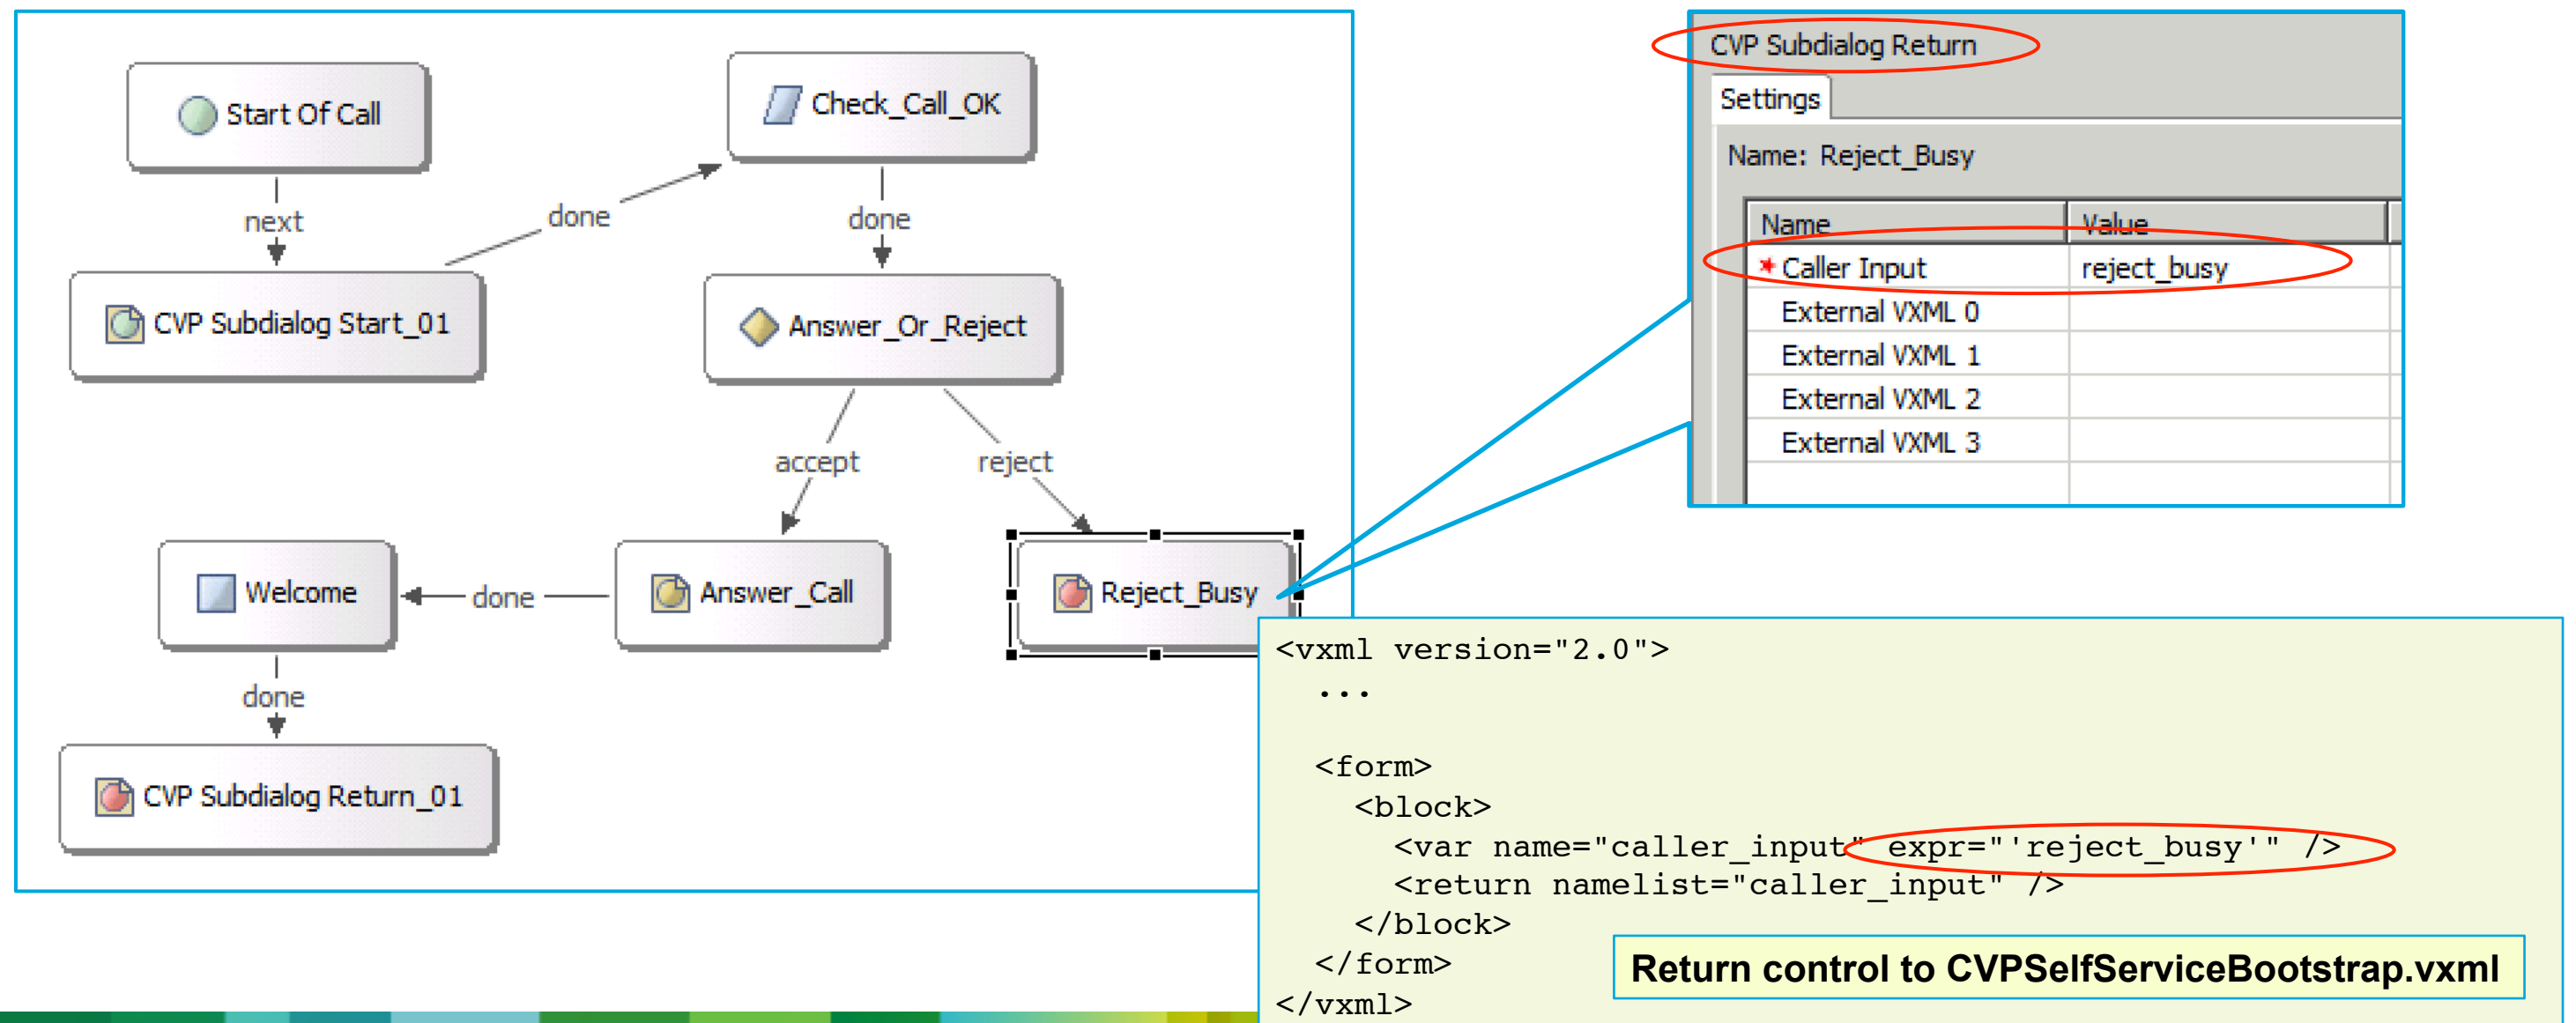 Start Of Call
next
CVP Subdialog Start_01
done
Check_Call_OK
done
Answer_Or_Reject
accept
reject
Welcome
done
Answer_Call
Reject_Busy
done
CVP Subdialog Return_01
CVP Subdialog Return
Settings
Name: Reject_Busy
Name Value
* Caller Input reject_busy
External VXML 0
External VXML 1
External VXML 2
External VXML 3
<vxml version="2.0">
...
<form>
<block>
<var name="caller_input" expr="'reject_busy'" />
<return namelist="caller_input" />
</block>
</form>
</vxml>
Return control to CVPSelfServiceBootstrap.vxml